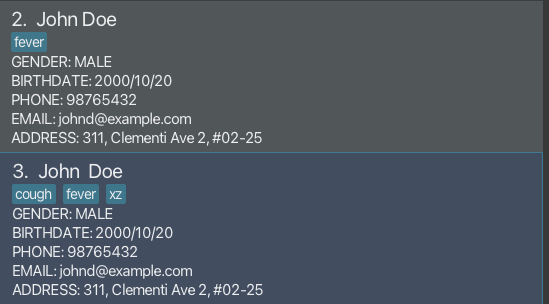 2. John Doe
fever
GENDER: MALE
BIRTHDATE: 2000/10/20
PHONE: 98765432
EMAIL: johnd@example.com
ADDRESS: 311, Clementi Ave 2, #02-25
3. John  Doe
cough fever xz
GENDER: MALE
BIRTHDATE: 2000/10/20
PHONE: 98765432
EMAIL: johnd@example.com
ADDRESS: 311, Clementi Ave 2, #02-25